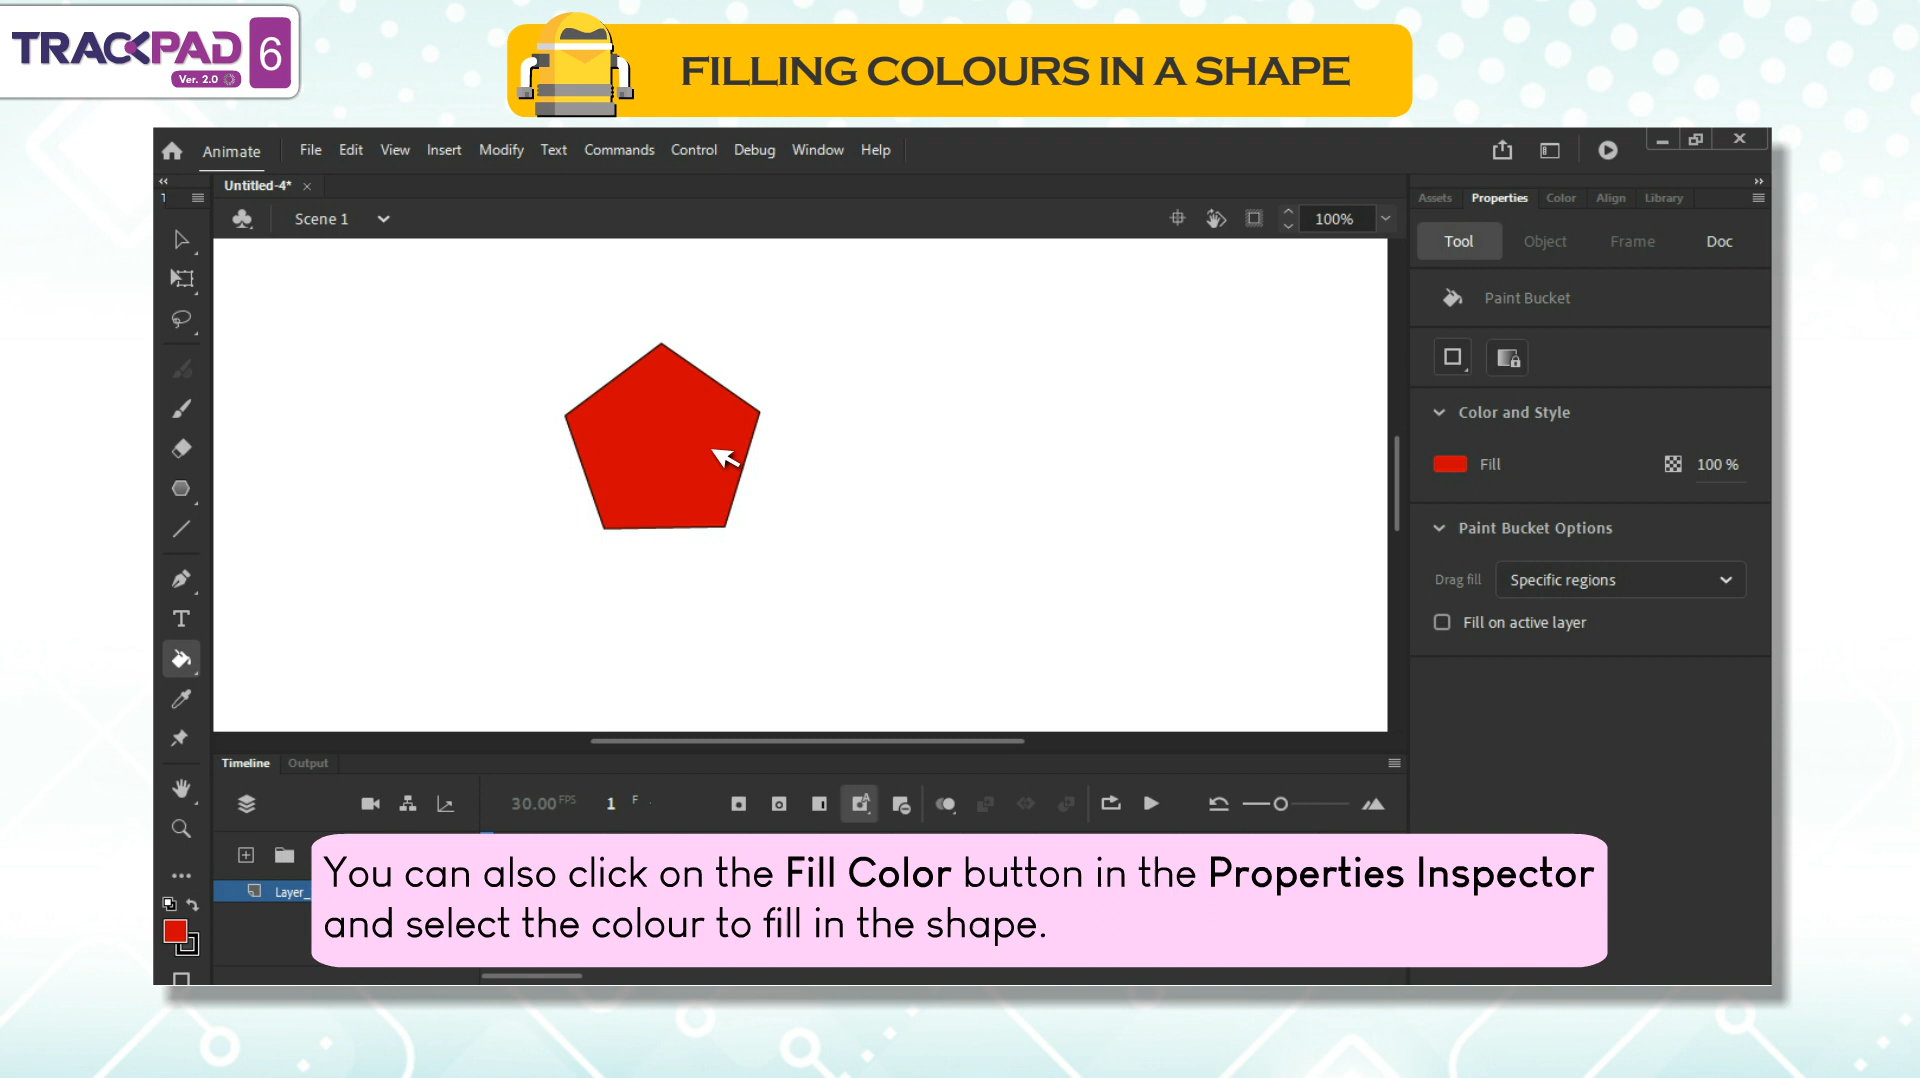 TRACKPAD 6
Ver. 2.0
FILLING COLOURS IN A SHAPE
Animate File Edit View Insert Modify Text Commands Control Debug Window Help
Untitled-4*
Scene 1 100%
Assets Properties Color Align Library
Tool Object Frame Doc
Paint Bucket
Color and Style
Fill 100 %
Paint Bucket Options
Drag fill Specific regions
Fill on active layer
Timeline Output
30.00 FPS 1 F
Layer_
You can also click on the Fill Color button in the Properties Inspector
and select the colour to fill in the shape.